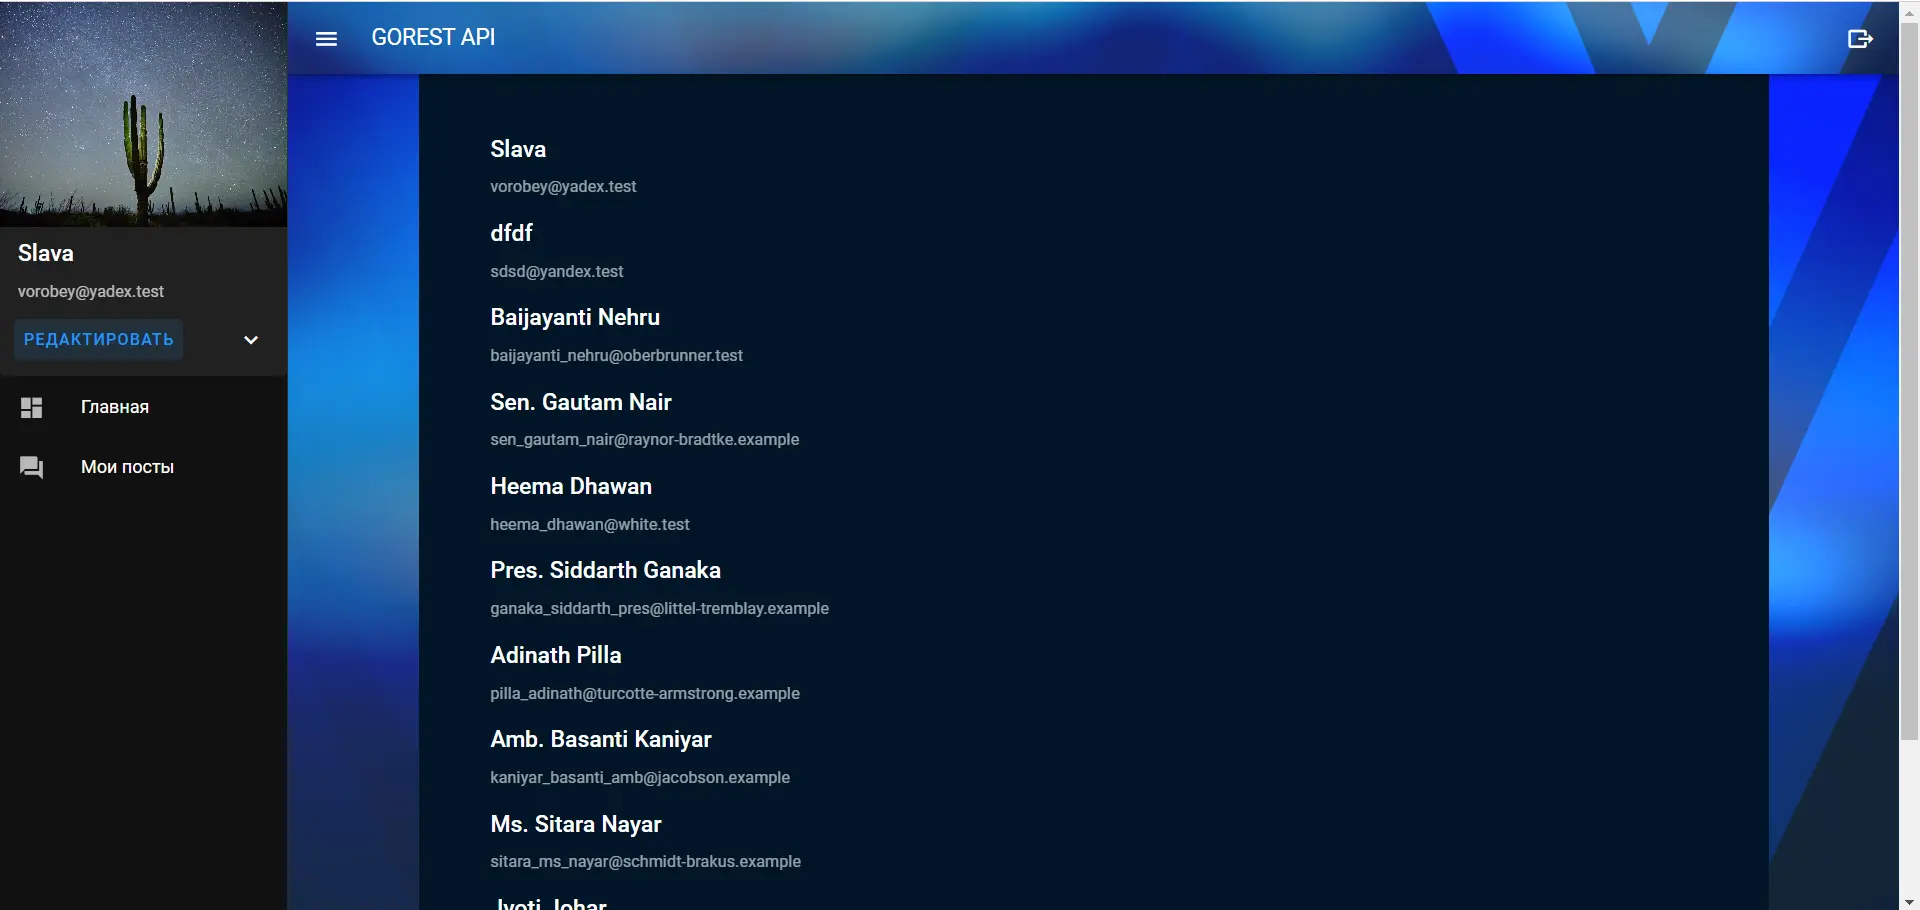 GOREST API
Slava
vorobey@yadex.test
РЕДАКТИРОВАТЬ
Главная
Мои посты
Slava
vorobey@yadex.test
dfdf
sdsd@yandex.test
Baijayanti Nehru
baijayanti_nehru@oberbrunner.test
Sen. Gautam Nair
sen_gautam_nair@raynor-bradtke.example
Heema Dhawan
heema_dhawan@white.test
Pres. Siddarth Ganaka
ganaka_siddarth_pres@littel-tremblay.example
Adinath Pilla
pilla_adinath@turcotte-armstrong.example
Amb. Basanti Kaniyar
kaniyar_basanti_amb@jacobson.example
Ms. Sitara Nayar
sitara_ms_nayar@schmidt-brakus.example
Jyoti Johar